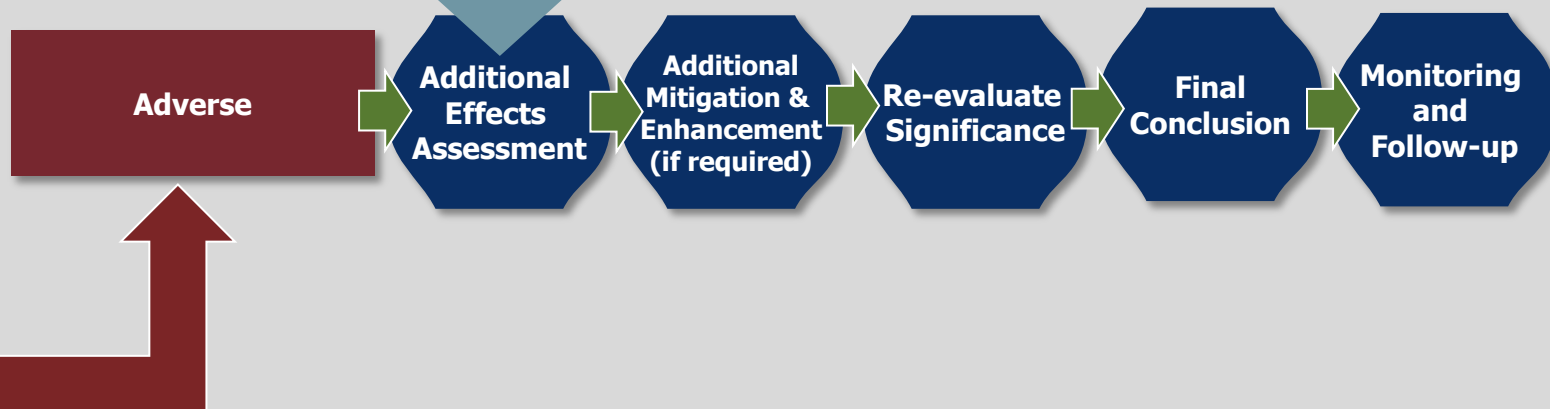 Adverse
Additional
Effects
Assessment
Additional
Mitigation &
Enhancement
(if required)
Re-evaluate
Significance
Final
Conclusion
Monitoring
and
Follow-up